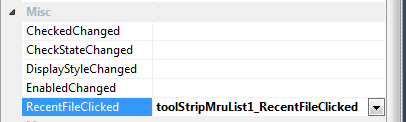 Misc
CheckedChanged
CheckStateChanged
DisplayStyleChanged
EnabledChanged
RecentFileClicked toolStripMruList1_RecentFileClicked